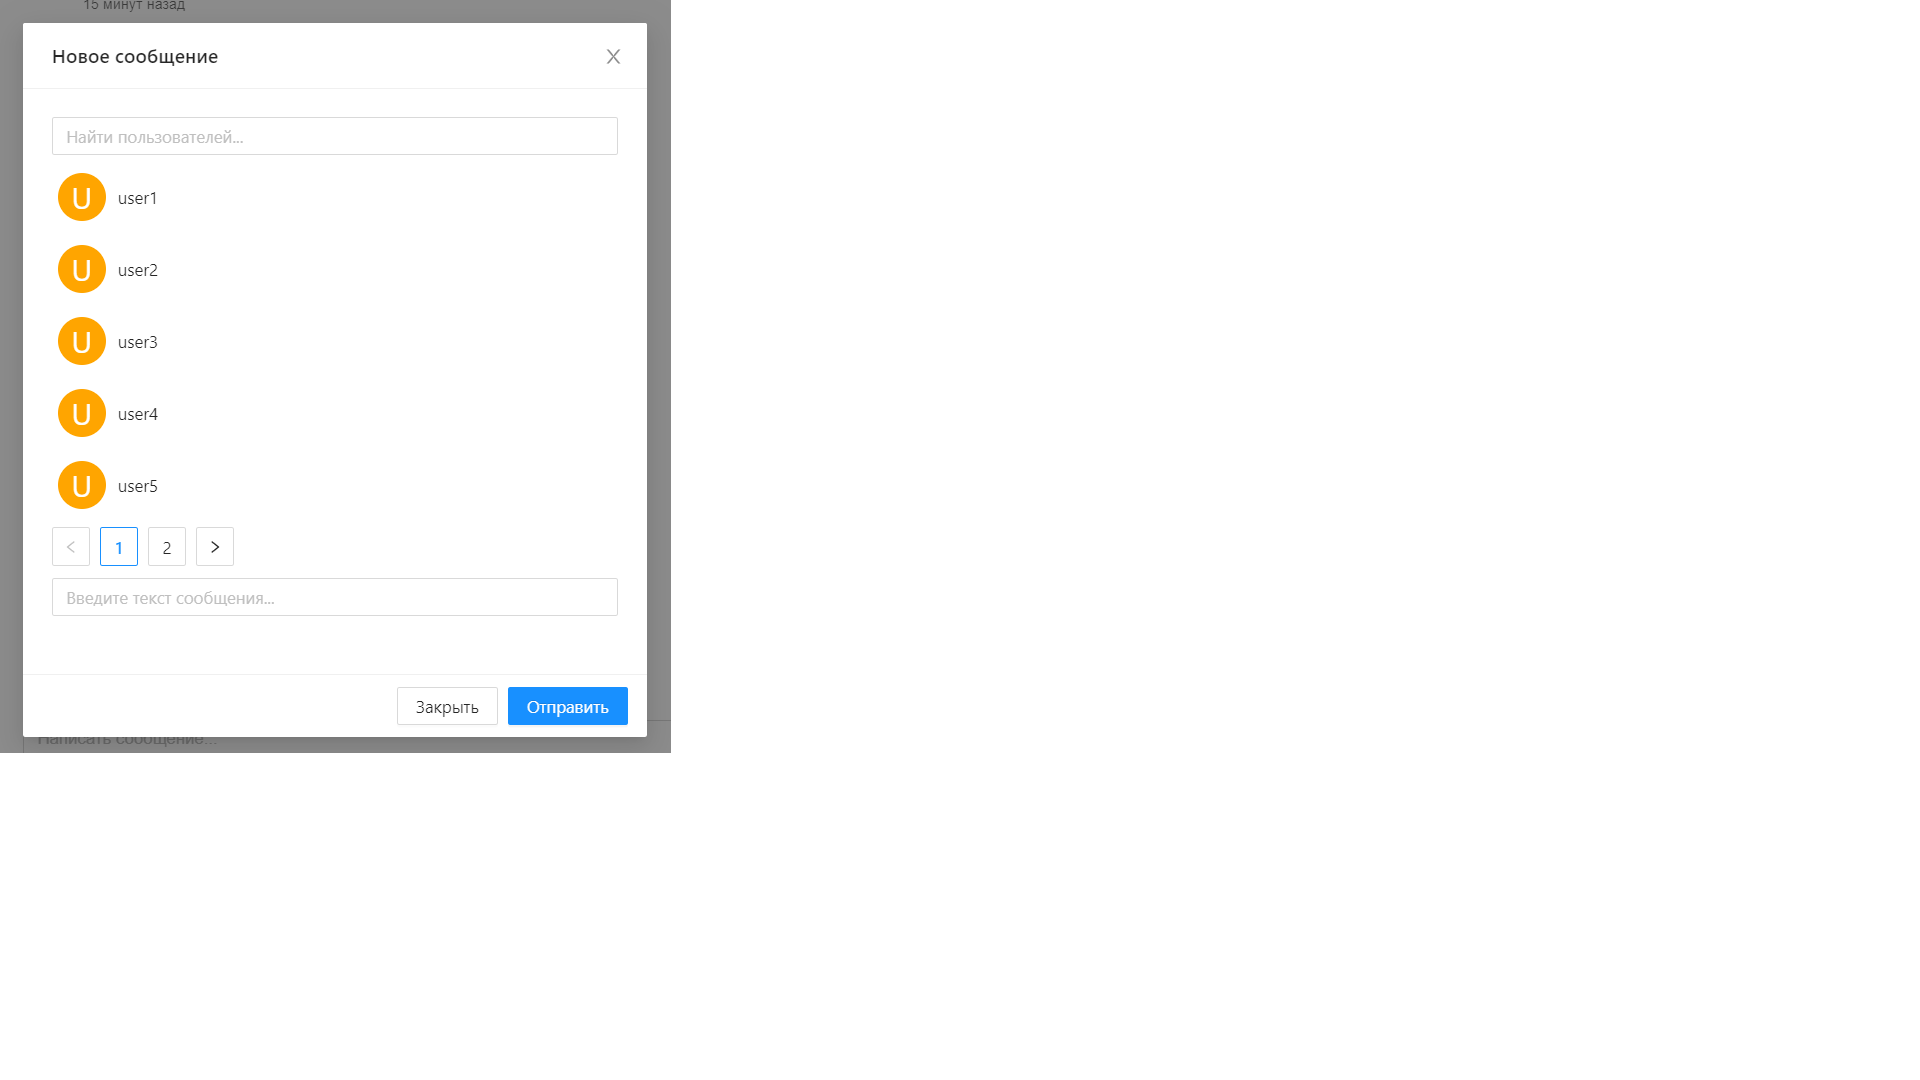 15 минут назад
Новое сообщение
Найти пользователей...
U user1
U user2
U user3
U user4
U user5
1 2
Введите текст сообщения...
Закрыть Отправить
Написать сообщение...